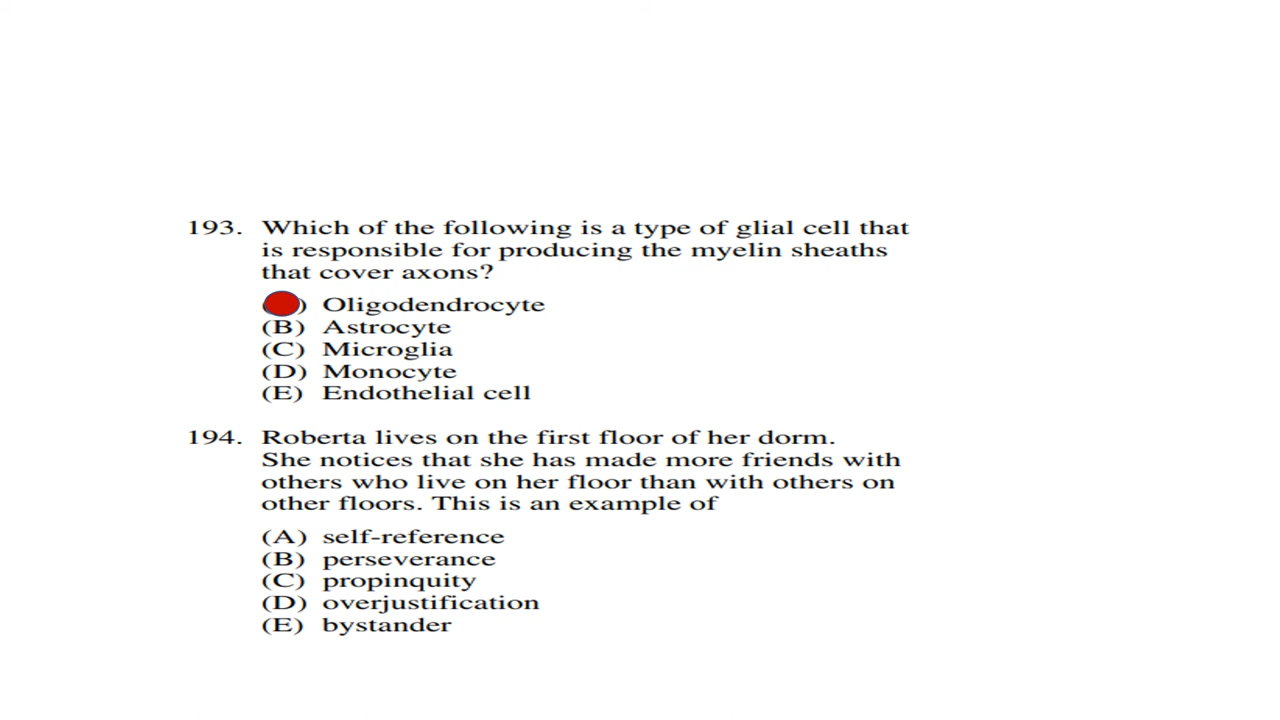 193. Which of the following is a type of glial cell that
is responsible for producing the myelin sheaths
that cover axons?
( ) Oligodendrocyte
(B) Astrocyte
(C) Microglia
(D) Monocyte
(E) Endothelial cell
194. Roberta lives on the first floor of her dorm.
She notices that she has made more friends with
others who live on her floor than with others on
other floors. This is an example of
(A) self-reference
(B) perseverance
(C) propinquity
(D) overjustification
(E) bystander